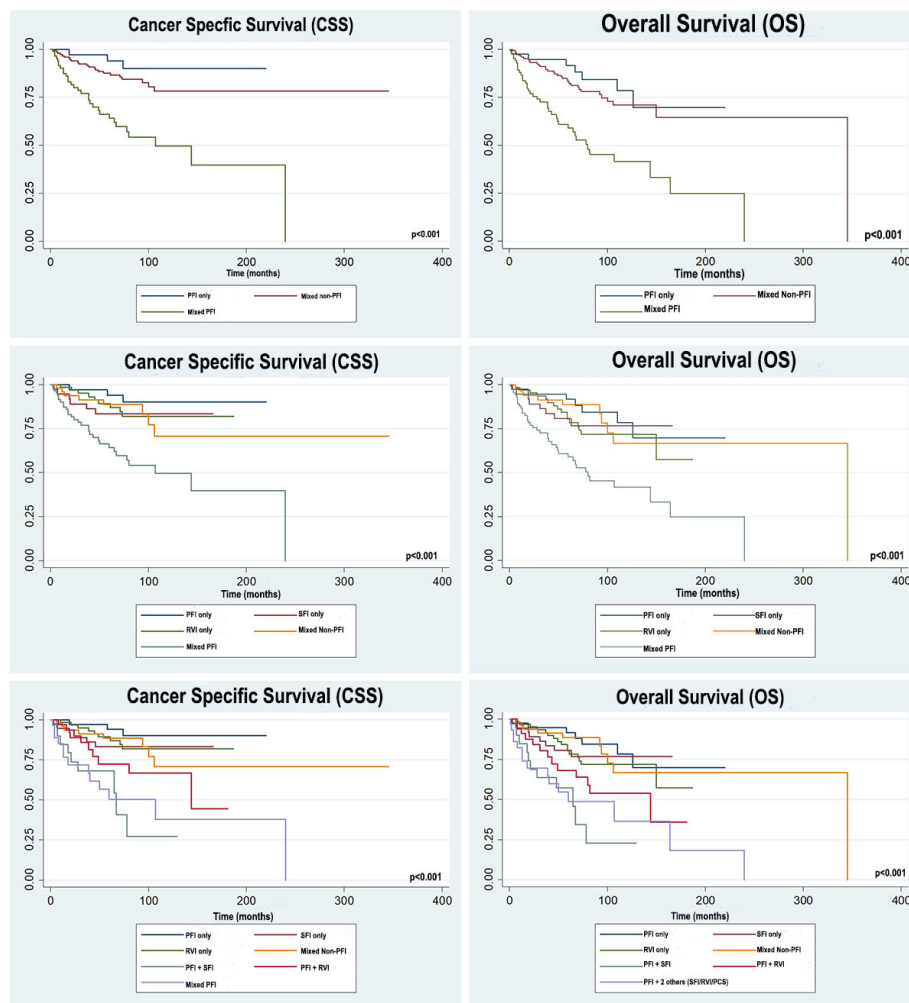 Cancer Specfic Survival (CSS)
1.00
0.75
0.50
0.25
0.00
p<0.001
0 100 200 300 400
Time (months)
PFI only Mixed non-PFI
Mixed PFI
Overall Survival (OS)
1.00
0.75
0.50
0.25
0.00
p<0.001
0 100 200 300 400
Time (months)
PFI only Mixed Non-PFI
Mixed PFI
Cancer Specific Survival (CSS)
1.00
0.75
0.50
0.25
0.00
p<0.001
0 100 200 300 400
Time (months)
PFI only SFI only
RVI only Mixed Non-PFI
Mixed PFI
Overall Survival (OS)
1.00
0.75
0.50
0.25
0.00
p<0.001
0 100 200 300 400
Time (months)
PFI only SFI only
RVI only Mixed Non-PFI
Mixed PFI
Cancer Specific Survival (CSS)
1.00
0.75
0.50
0.25
0.00
p<0.001
0 100 200 300 400
Time (months)
PFI only SFI only
RVI only Mixed Non-PFI
PFI + SFI PFI + RVI
Mixed PFI
Overall Survival (OS)
1.00
0.75
0.50
0.25
0.00
p<0.001
0 100 200 300 400
Time (months)
PFI only SFI only
RVI only Mixed Non-PFI
PFI + SFI PFI + RVI
PFI + 2 others (SFI/RVI/PCS)